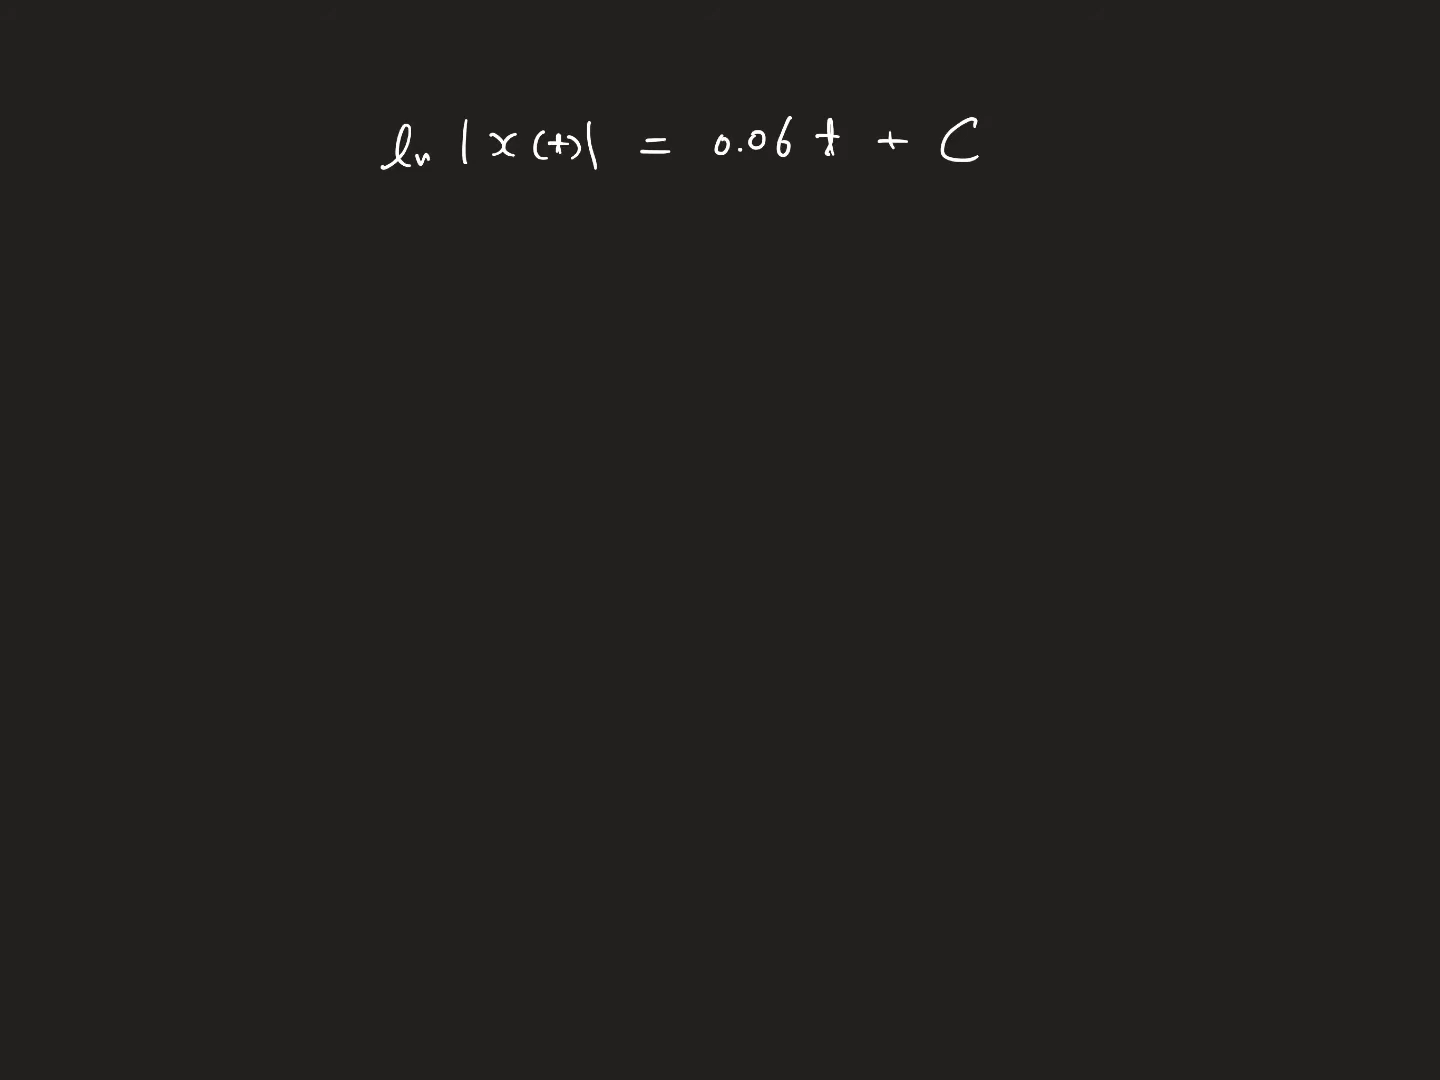 ln |x(t)| = 0.06 t + C